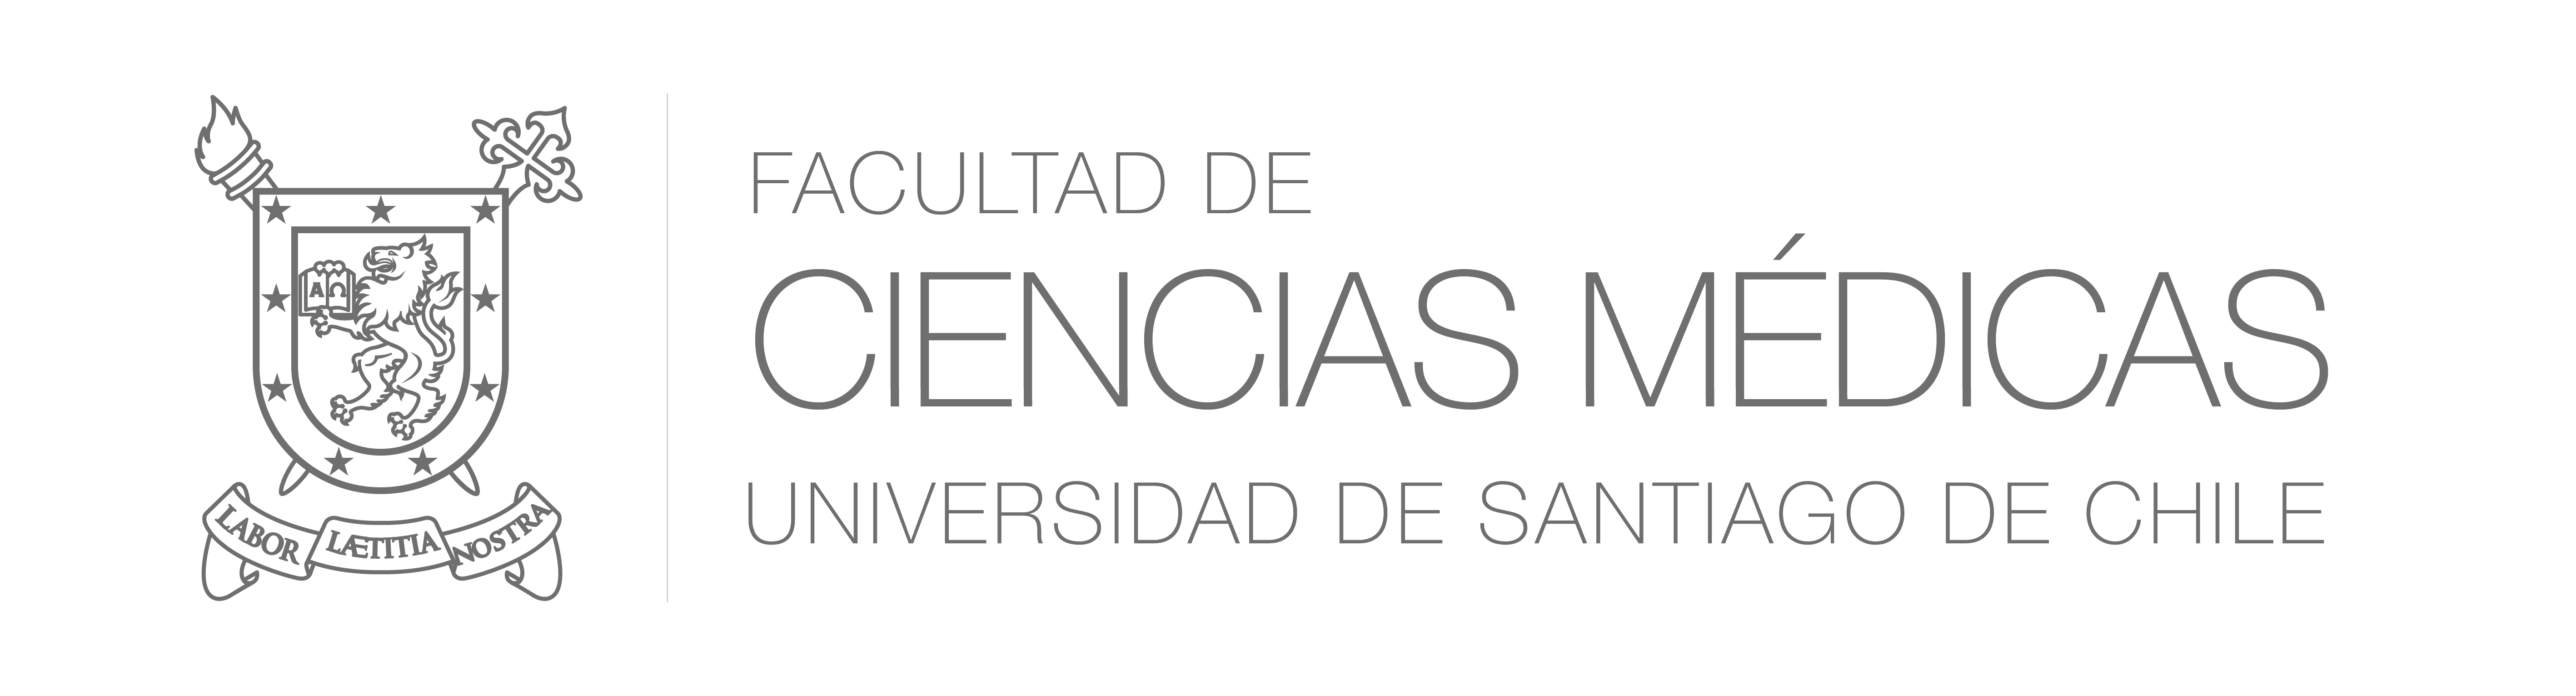 FACULTAD DE
CIENCIAS MÉDICAS
UNIVERSIDAD DE SANTIAGO DE CHILE
Α Ω
LABOR LÆTITIA NOSTRA